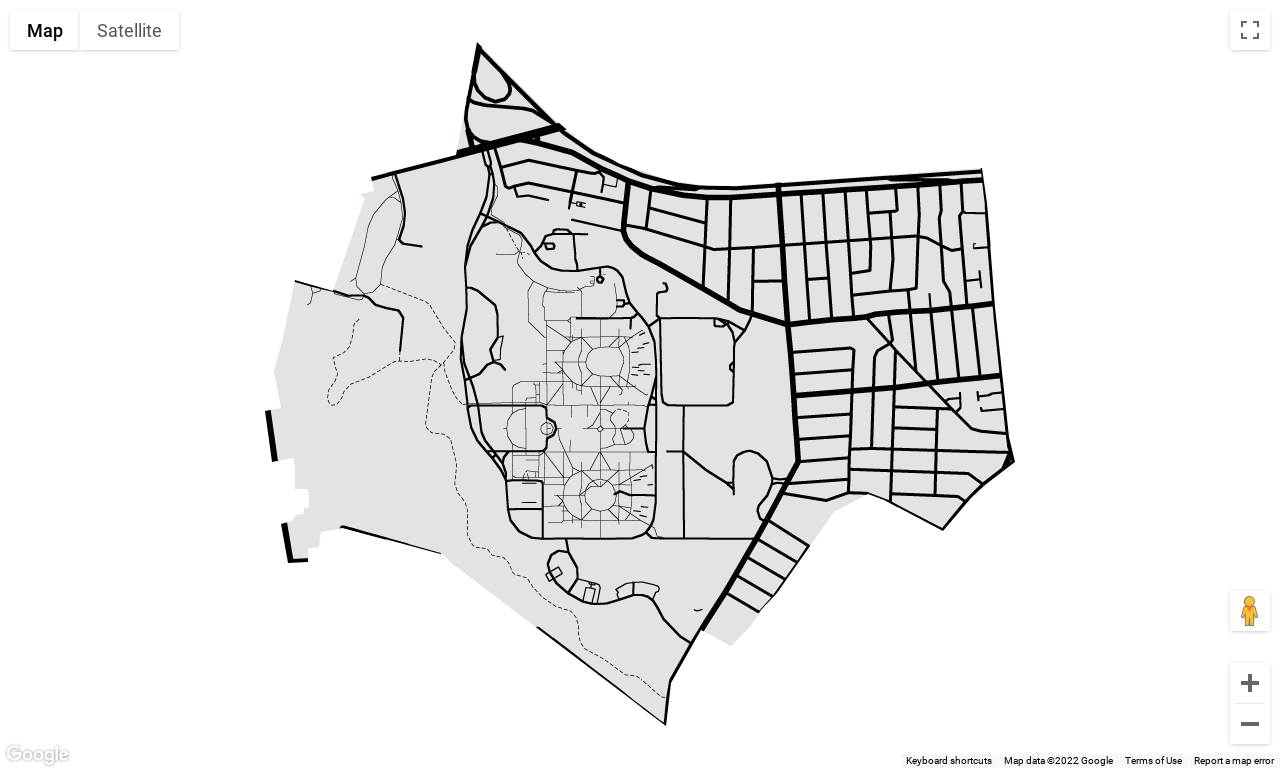 Map Satellite
Google
Keyboard shortcuts Map data ©2022 Google Terms of Use Report a map error